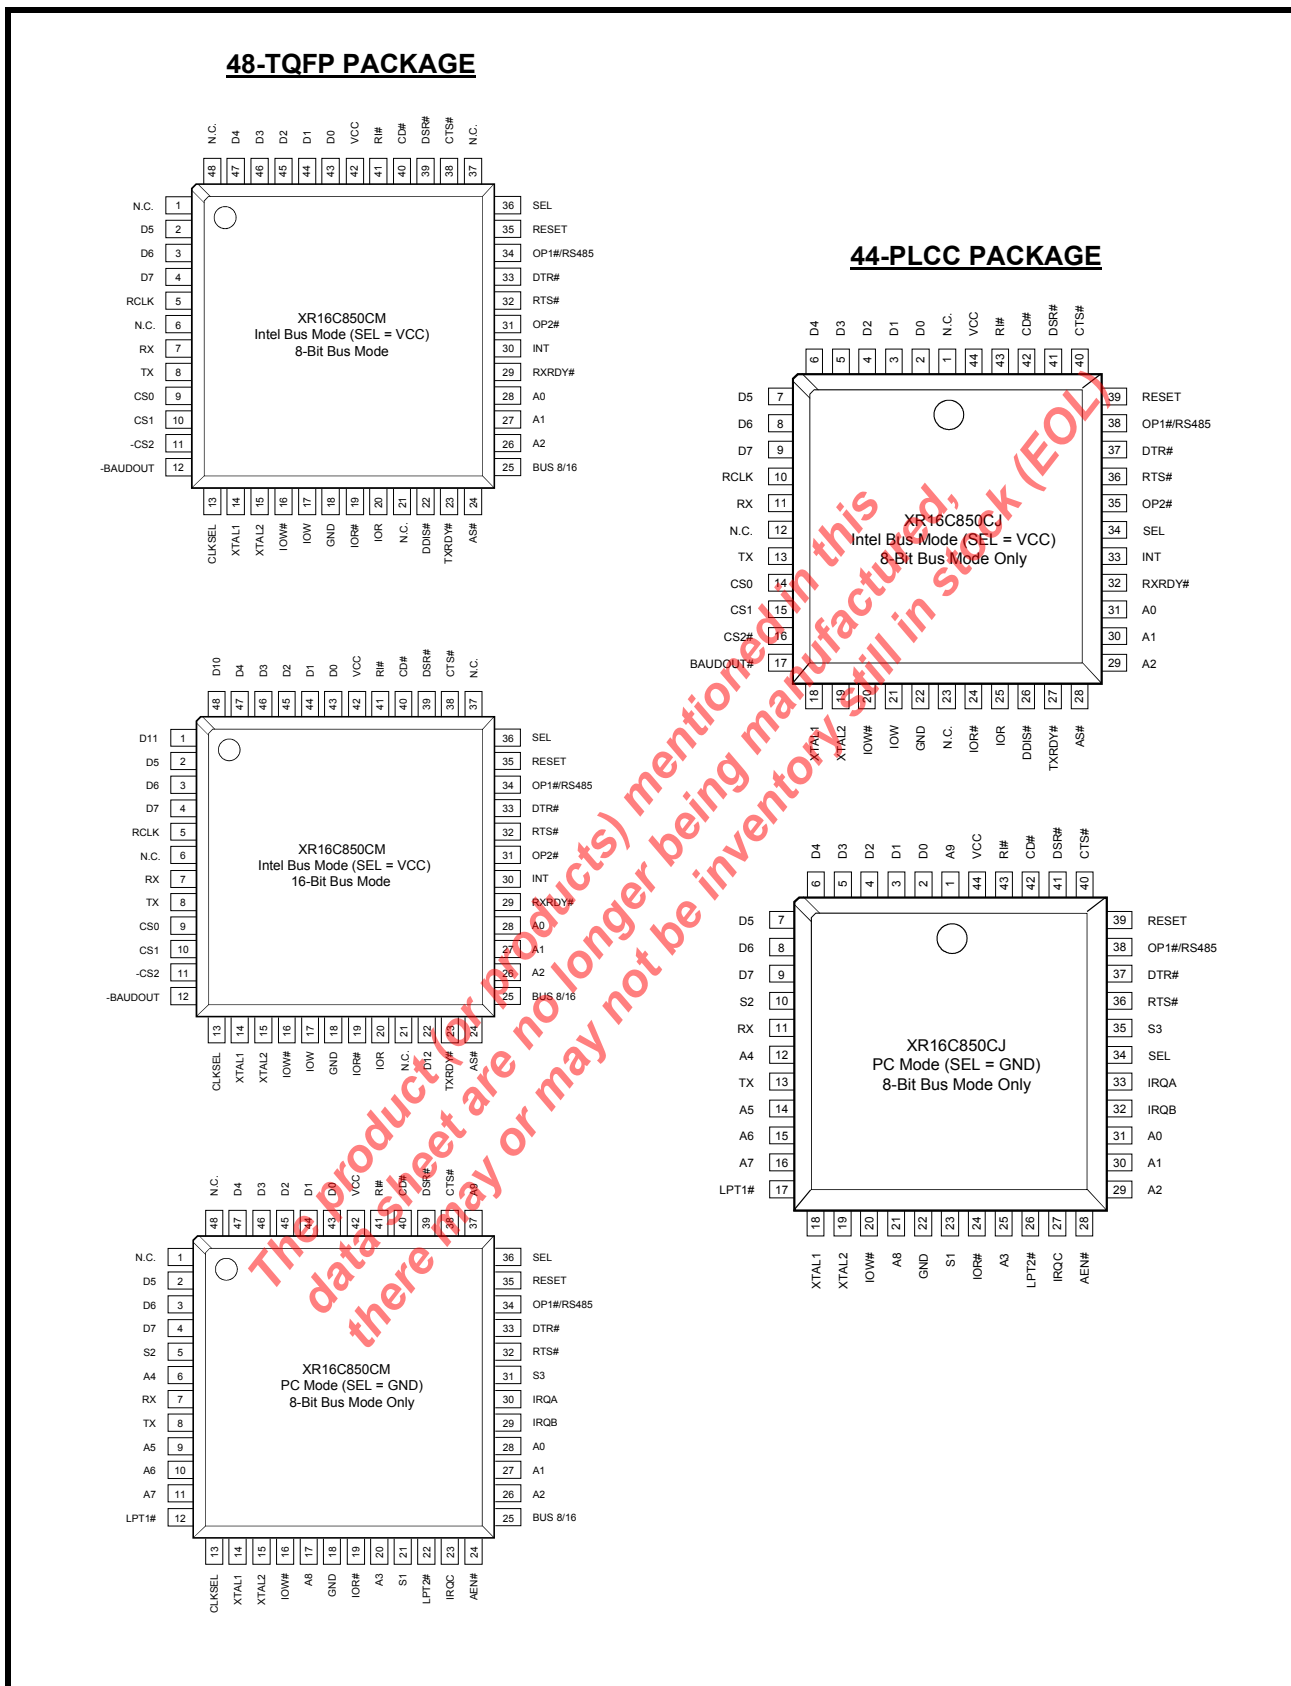 48-TQFP PACKAGE
N.C. D4 D3 D2 D1 D0 VCC RI# CD# DSR# CTS# N.C.
48 47 46 45 44 43 42 41 40 39 38 37
N.C. 1 36 SEL
D5 2 35 RESET
D6 3 34 OP1#/RS485
D7 4 33 DTR#
RCLK 5 32 RTS#
N.C. 6 31 OP2#
RX 7 30 INT
TX 8 29 RXRDY#
CS0 9 28 A0
CS1 10 27 A1
-CS2 11 26 A2
-BAUDOUT 12 25 BUS 8/16
XR16C850CM
Intel Bus Mode (SEL = VCC)
8-Bit Bus Mode
13 14 15 16 17 18 19 20 21 22 23 24
CLKSEL XTAL1 XTAL2 IOW# IOW GND IOR# IOR N.C. DDIS# TXRDY# AS#
D10 D4 D3 D2 D1 D0 VCC RI# CD# DSR# CTS# N.C.
48 47 46 45 44 43 42 41 40 39 38 37
D11 1 36 SEL
D5 2 35 RESET
D6 3 34 OP1#/RS485
D7 4 33 DTR#
RCLK 5 32 RTS#
N.C. 6 31 OP2#
RX 7 30 INT
TX 8 29 RXRDY#
CS0 9 28 A0
CS1 10 27 A1
-CS2 11 26 A2
-BAUDOUT 12 25 BUS 8/16
XR16C850CM
Intel Bus Mode (SEL = VCC)
16-Bit Bus Mode
13 14 15 16 17 18 19 20 21 22 23 24
CLKSEL XTAL1 XTAL2 IOW# IOW GND IOR# IOR N.C. D12 TXRDY# AS#
N.C. D4 D3 D2 D1 D0 VCC RI# CD# DSR# CTS# A9
48 47 46 45 44 43 42 41 40 39 38 37
N.C. 1 36 SEL
D5 2 35 RESET
D6 3 34 OP1#/RS485
D7 4 33 DTR#
S2 5 32 RTS#
A4 6 31 S3
RX 7 30 IRQA
TX 8 29 IRQB
A5 9 28 A0
A6 10 27 A1
A7 11 26 A2
LPT1# 12 25 BUS 8/16
XR16C850CM
PC Mode (SEL = GND)
8-Bit Bus Mode Only
13 14 15 16 17 18 19 20 21 22 23 24
CLKSEL XTAL1 XTAL2 IOW# A8 GND IOR# A3 S1 LPT2# IRQC AEN#
44-PLCC PACKAGE
D4 D3 D2 D1 D0 N.C. VCC RI# CD# DSR# CTS#
6 5 4 3 2 1 44 43 42 41 40
D5 7 39 RESET
D6 8 38 OP1#/RS485
D7 9 37 DTR#
RCLK 10 36 RTS#
RX 11 35 OP2#
N.C. 12 34 SEL
TX 13 33 INT
CS0 14 32 RXRDY#
CS1 15 31 A0
CS2# 16 30 A1
BAUDOUT# 17 29 A2
XR16C850CJ
Intel Bus Mode (SEL = VCC)
8-Bit Bus Mode Only
18 19 20 21 22 23 24 25 26 27 28
XTAL1 XTAL2 IOW# IOW GND N.C. IOR# IOR DDIS# TXRDY# AS#
D4 D3 D2 D1 D0 A9 VCC RI# CD# DSR# CTS#
6 5 4 3 2 1 44 43 42 41 40
D5 7 39 RESET
D6 8 38 OP1#/RS485
D7 9 37 DTR#
S2 10 36 RTS#
RX 11 35 S3
A4 12 34 SEL
TX 13 33 IRQA
A5 14 32 IRQB
A6 15 31 A0
A7 16 30 A1
LPT1# 17 29 A2
XR16C850CJ
PC Mode (SEL = GND)
8-Bit Bus Mode Only
18 19 20 21 22 23 24 25 26 27 28
XTAL1 XTAL2 IOW# A8 GND S1 IOR# A3 LPT2# IRQC AEN#
The product (or products) mentioned in this
data sheet are no longer being manufactured,
there may or may not be inventory still in stock (EOL)